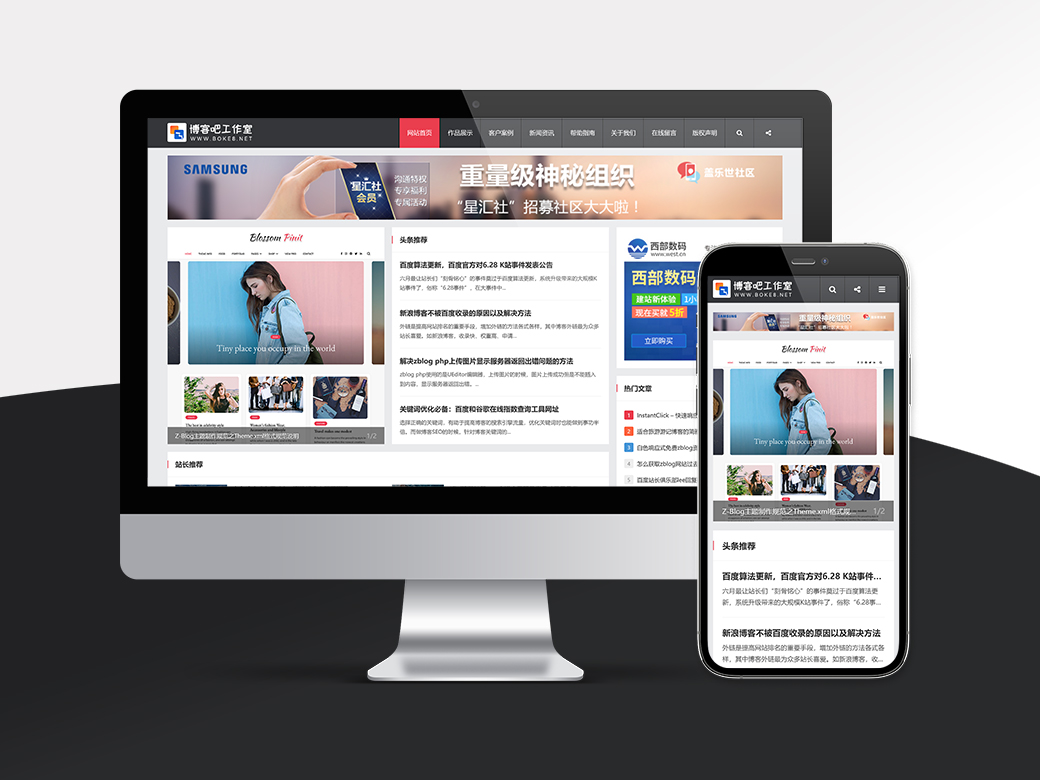 博客吧工作室
WWW.BOKE8.NET
网站首页
作品展示
客户案例
新闻资讯
帮助指南
关于我们
在线留言
版权声明
SAMSUNG
星汇社
会员
沟通特权
专享福利
专属活动
重量级神秘组织
“星汇社”招募社区大大啦！
盖乐世社区
Blossom Pinit
Tiny place you occupy in the world
Z-Blog主题制作规范之Theme.xml格式规范说明
1/2
头条推荐
百度算法更新，百度官方对6.28 K站事件发表公告
六月最让站长们“刻骨铭心”的事件莫过于百度算法更新，系统升级带来的大规模K
站事件了，俗称“6.28事件”，在大事件中...
新浪博客不被百度收录的原因以及解决方法
外链是提高网站排名的重要手段，增加外链的方法各式各样，其中博客外链最为众多
站长喜爱。如新浪博客，收录快、权重高、申请...
解决zblog php上传图片显示服务器返回出错问题的方法
zblog php使用的是UEditor编辑器，上传图片的时候，图片上传成功但是不能插入
到内容，显示服务器返回出错。...
关键词优化必备：百度和谷歌在线指数查询工具网址
选择正确的关键词，有助于提高博客的搜索引擎流量，优化关键词可能做到事功半
倍。而做博客SEO的时候，针对博客关键词的...
站长推荐
西部数码
www.west.cn
专注
西部数码
建站新体验
1小
现在买就5折
立即购买
热门文章
1 InstantClick – 快速响应
2 适合旅游游记博客的简洁
3 白色响应式免费zblog资
4 怎么获取zblog网站过去
5 百度站长俱乐部lee回复
博客吧工作室
WWW.BOKE8.NET
重量级神秘组织
Blossom Pinit
Tiny place you occupy in the world
Z-Blog主题制作规范之Theme.xml格式规...
1/2
头条推荐
百度算法更新，百度官方对6.28 K站事件...
六月最让站长们“刻骨铭心”的事件莫过于百度算法更
新，系统升级带来的大规模K站事件了，俗称“6.28事...
新浪博客不被百度收录的原因以及解决方法
外链是提高网站排名的重要手段，增加外链的方法各式各
样，其中博客外链最为众多站长喜爱。如新浪博客，收...